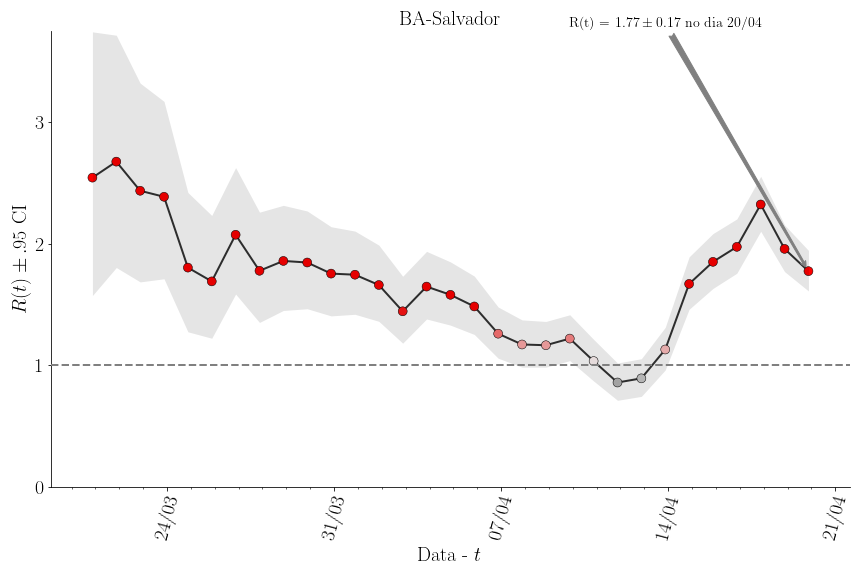 BA-Salvador
R(t) = 1.77 ± 0.17 no dia 20/04
R(t) ± .95 CI
3
2
1
0
24/03
31/03
07/04
14/04
21/04
Data - t